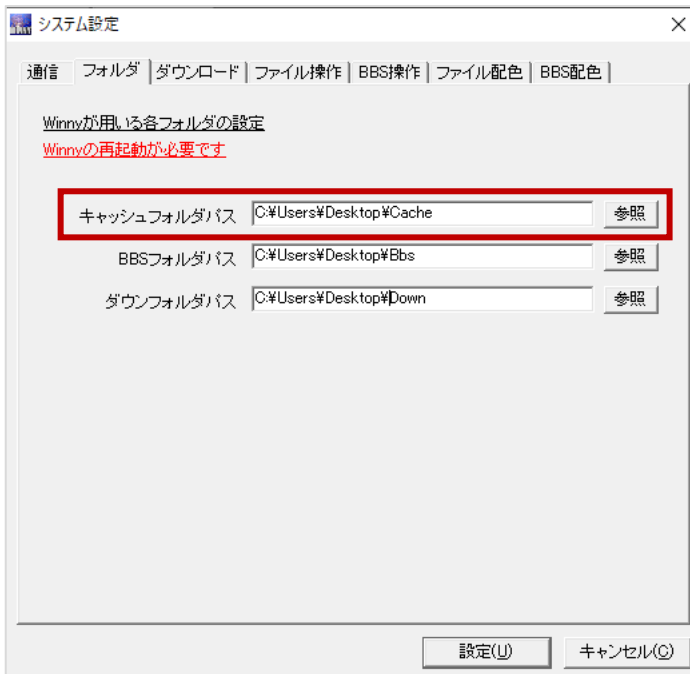 システム設定
通信 フォルダ ダウンロード ファイル操作 BBS操作 ファイル配色 BBS配色
Winnyが用いる各フォルダの設定
Winnyの再起動が必要です
キャッシュフォルダパス C:¥Users¥Desktop¥Cache 参照
BBSフォルダパス C:¥Users¥Desktop¥Bbs 参照
ダウンフォルダパス C:¥Users¥Desktop¥Down 参照
設定(U) キャンセル(C)